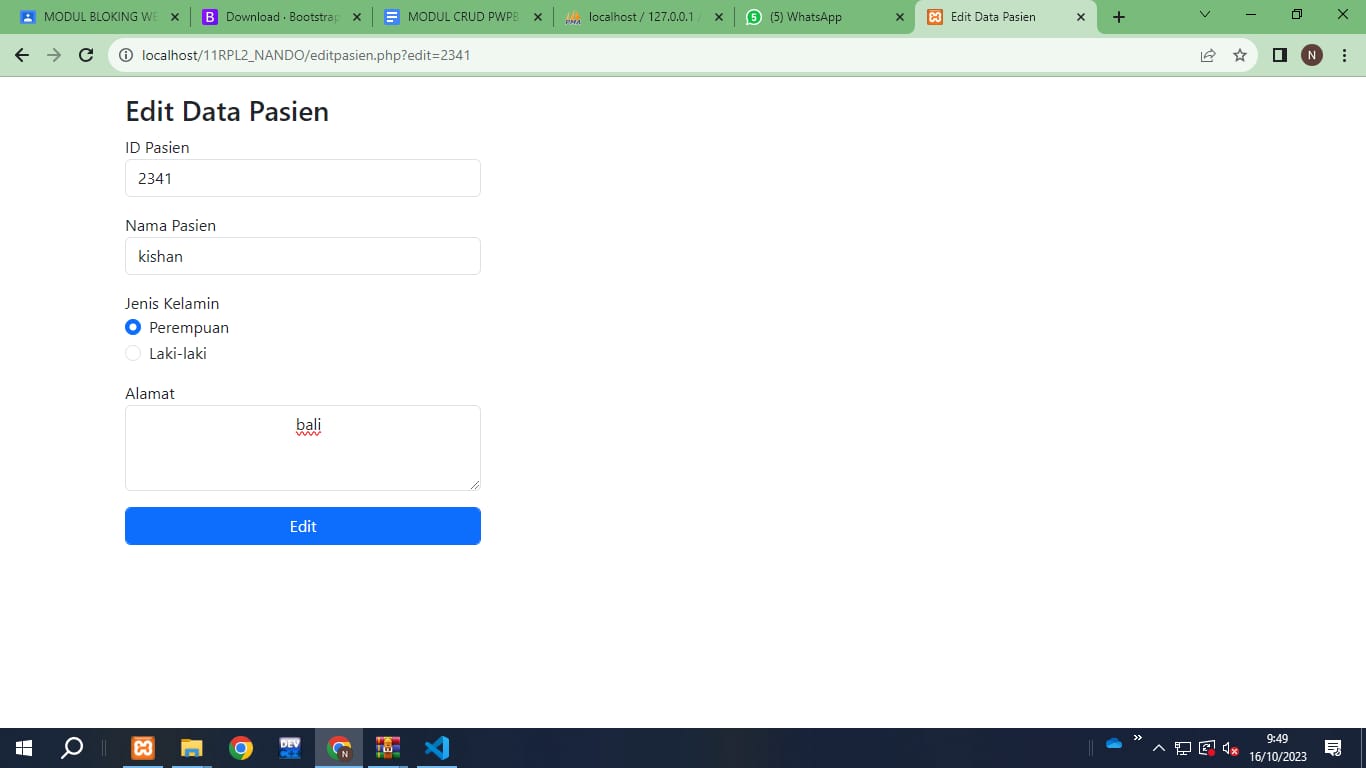 MODUL BLOKING WE
Download · Bootstrap
MODUL CRUD PWPB
localhost / 127.0.0.1 /
(5) WhatsApp
Edit Data Pasien
localhost/11RPL2_NANDO/editpasien.php?edit=2341
N
Edit Data Pasien
ID Pasien
2341
Nama Pasien
kishan
Jenis Kelamin
Perempuan
Laki-laki
Alamat
bali
Edit
DEV
N
9:49
16/10/2023